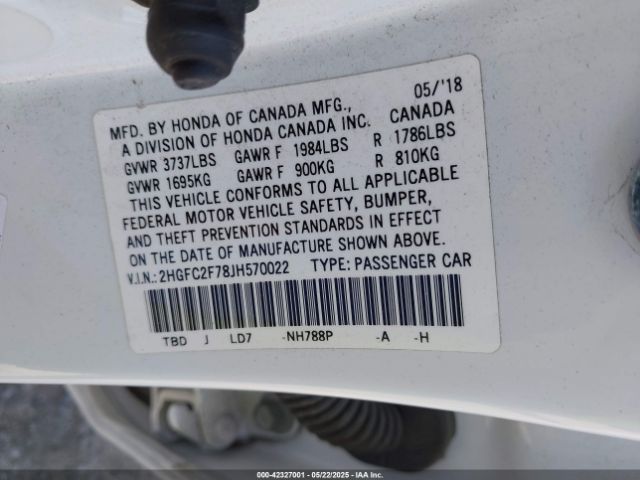 05/'18
MFD. BY HONDA OF CANADA MFG., CANADA
A DIVISION OF HONDA CANADA INC.
GVWR 3737LBS GAWR F 1984LBS R 1786LBS
GVWR 1695KG GAWR F 900KG R 810KG
THIS VEHICLE CONFORMS TO ALL APPLICABLE
FEDERAL MOTOR VEHICLE SAFETY, BUMPER,
AND THEFT PREVENTION STANDARDS IN EFFECT
ON THE DATE OF MANUFACTURE SHOWN ABOVE.
V.I.N.: 2HGFC2F78JH570022 TYPE: PASSENGER CAR
TBD J LD7 -NH788P -A -H
000-42327001 - 05/22/2025 - IAA Inc.